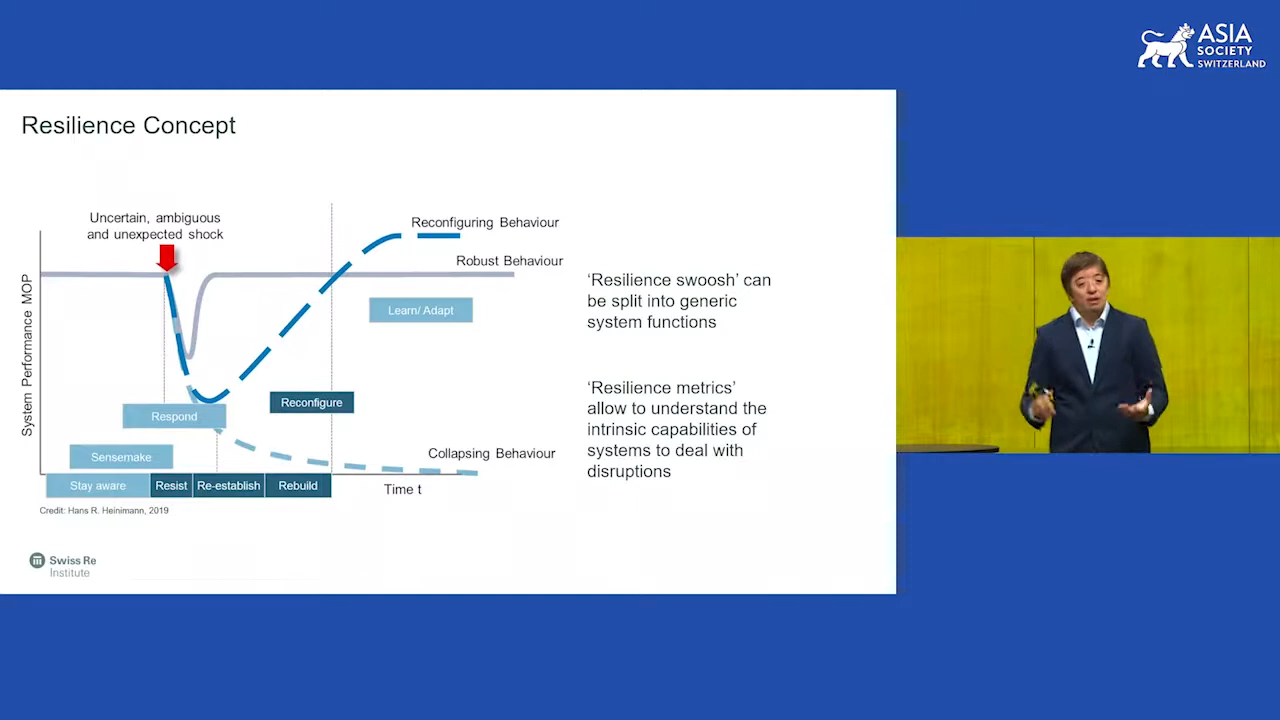 ASIA
SOCIETY
SWITZERLAND
Resilience Concept
Uncertain, ambiguous
and unexpected shock
Reconfiguring Behaviour
Robust Behaviour
Learn/ Adapt
System Performance MOP
Respond
Reconfigure
Sensemake
Collapsing Behaviour
Stay aware
Resist
Re-establish
Rebuild
Time t
Credit: Hans R. Heinimann, 2019
‘Resilience swoosh’ can
be split into generic
system functions
‘Resilience metrics’
allow to understand the
intrinsic capabilities of
systems to deal with
disruptions
Swiss Re
Institute